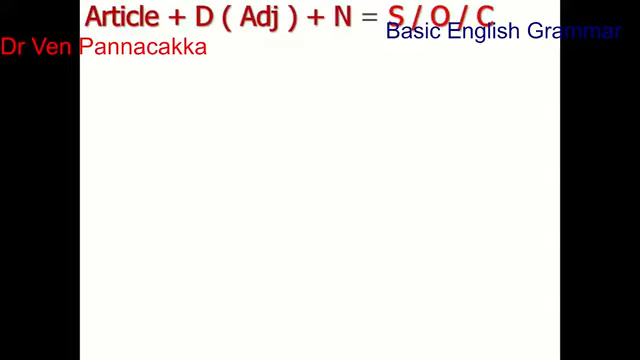 Article + D ( Adj ) + N = S / O / C
Basic English Grammar
Dr Ven Pannacakka